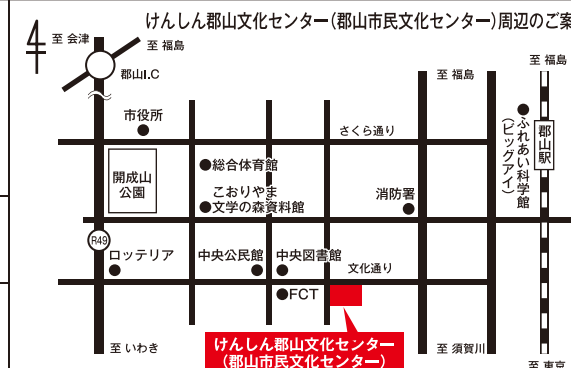 けんしん郡山文化センター(郡山市民文化センター)周辺のご案
至 会津
至 福島
郡山I.C
至 福島
至 福島
市役所
さくら通り
ふれあい科学館
(ビッグアイ)
郡山駅
開成山
公園
総合体育館
こおりやま
文学の森資料館
消防署
R49
ロッテリア
中央公民館
中央図書館
文化通り
FCT
けんしん郡山文化センター
(郡山市民文化センター)
至 いわき
至 須賀川
至 東京